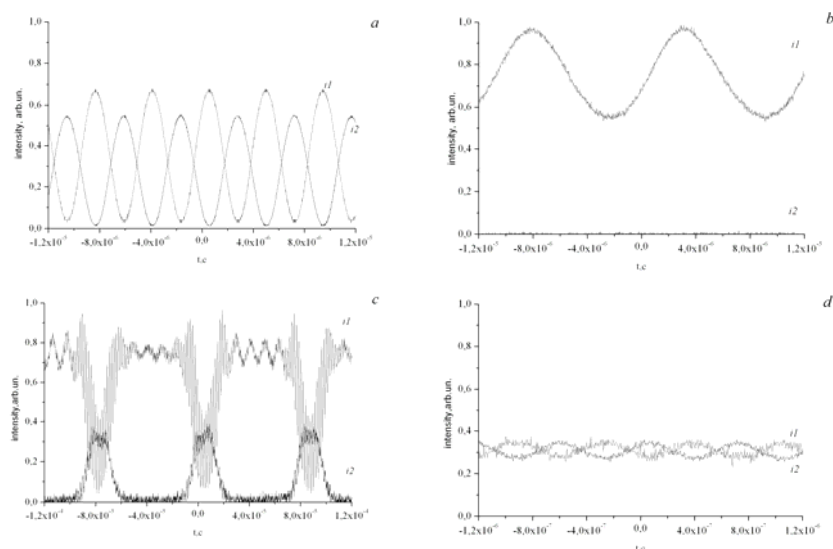 a
1,0
0,8
0,6
0,4
0,2
0,0
intensity, arb.un.
i1
i2
-1,2x10⁻⁵ -8,0x10⁻⁶ -4,0x10⁻⁶ 0,0 4,0x10⁻⁶ 8,0x10⁻⁶ 1,2x10⁻⁵
t,c
b
1,0
0,8
0,6
0,4
0,2
0,0
intensity, arb.un.
i1
i2
-1,2x10⁻⁵ -8,0x10⁻⁶ -4,0x10⁻⁶ 0,0 4,0x10⁻⁶ 8,0x10⁻⁶ 1,2x10⁻⁵
t,c
c
1,0
0,8
0,6
0,4
0,2
0,0
intensity,arb.un.
i1
i2
-1,2x10⁻⁴ -8,0x10⁻⁵ -4,0x10⁻⁵ 0,0 4,0x10⁻⁵ 8,0x10⁻⁵ 1,2x10⁻⁴
t,c
d
1,0
0,8
0,6
0,4
0,2
0,0
intensity,arb.un.
i1
i2
-1,2x10⁻⁶ -8,0x10⁻⁷ -4,0x10⁻⁷ 0,0 4,0x10⁻⁷ 8,0x10⁻⁷ 1,2x10⁻⁶
t,c